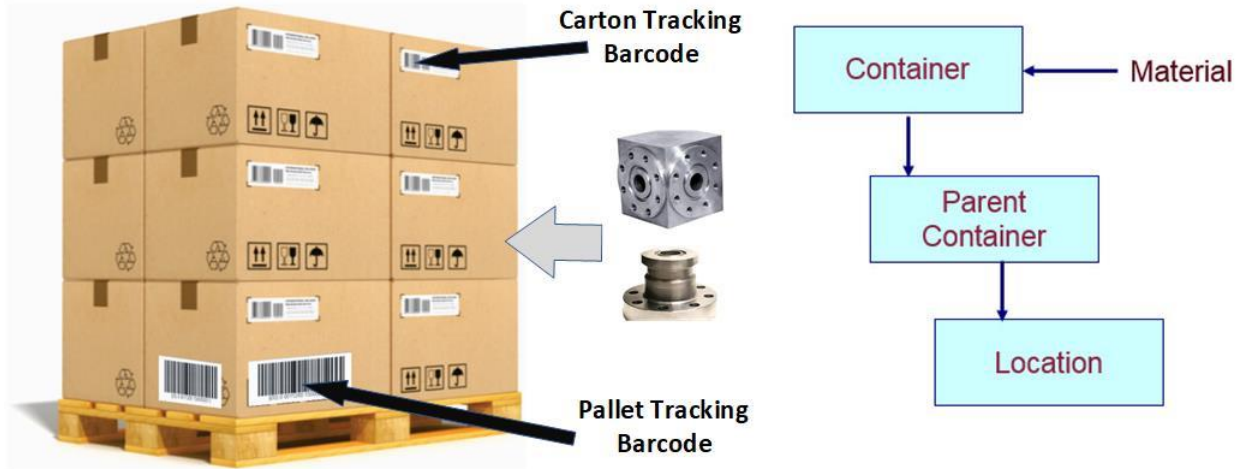 Carton Tracking
Barcode
Pallet Tracking
Barcode
Container
Material
Parent
Container
Location